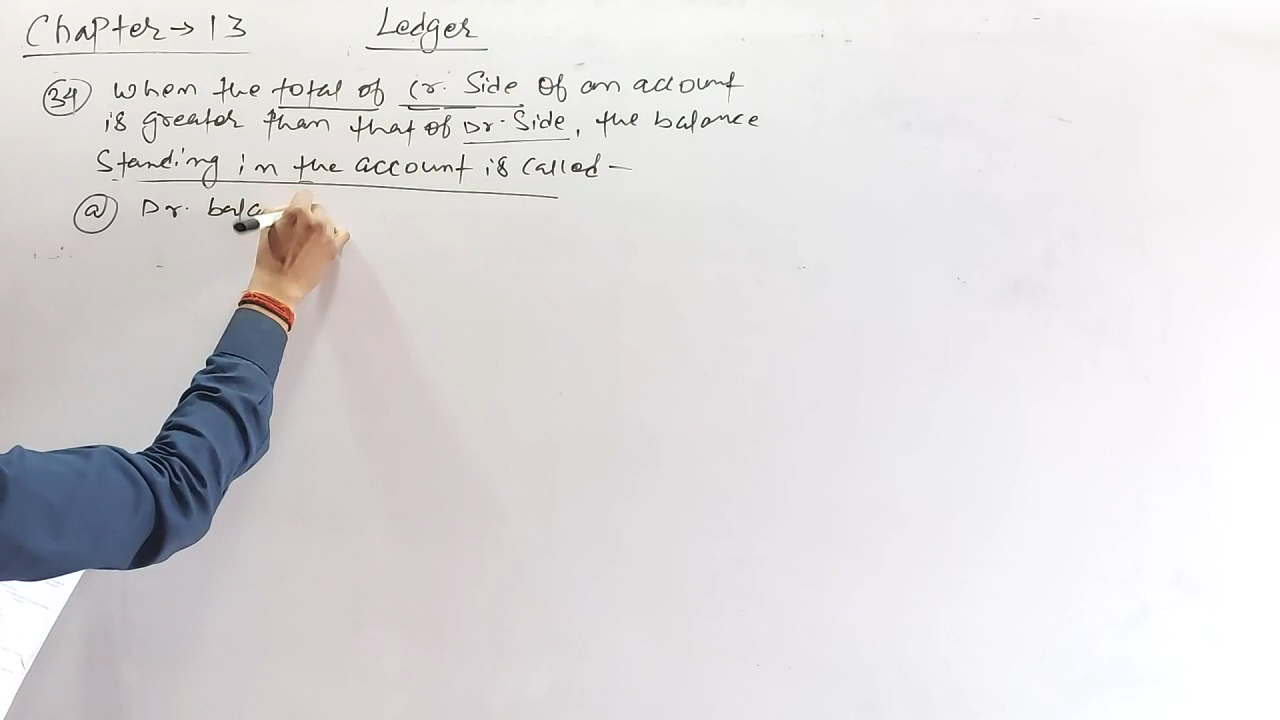 Chapter → 13 Ledger
34 When the total of Cr. Side Of an account
is greater than that of Dr. Side, the balance
Standing in the account is called —
a Dr. bala